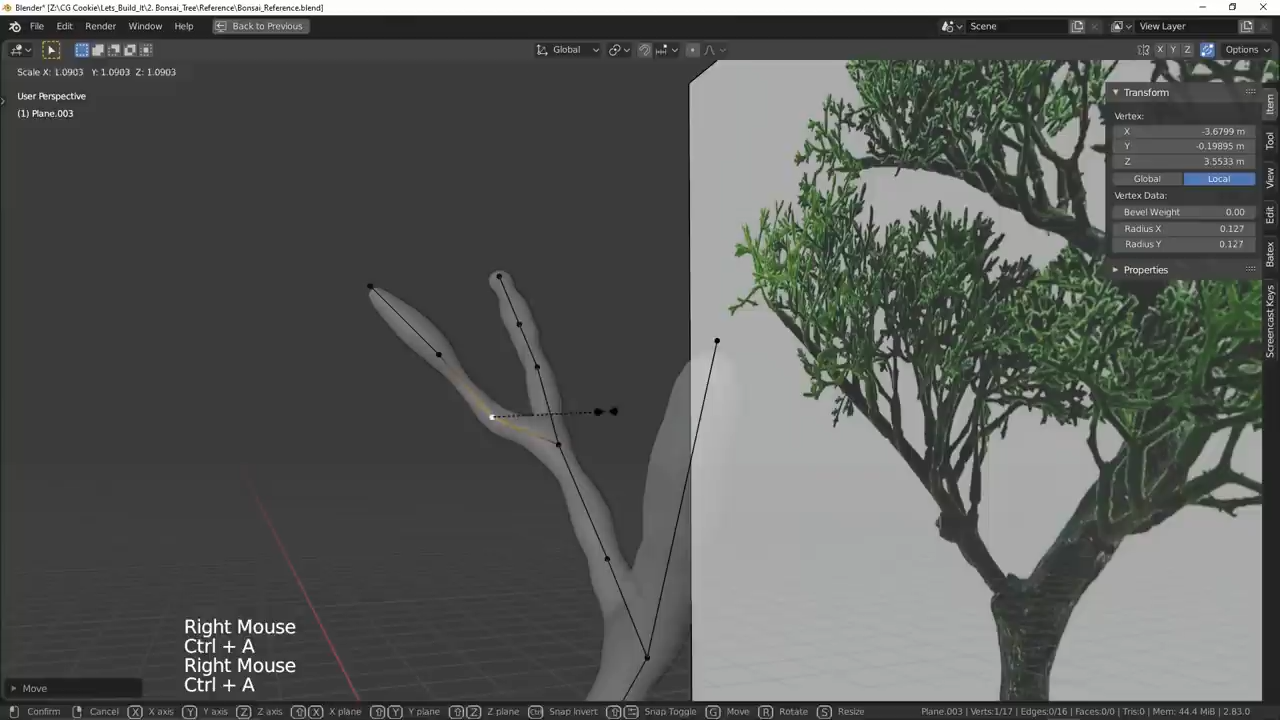 Blender* [Z:\CG Cookie\Lets_Build_It\2. Bonsai_Tree\Reference\Bonsai_Reference.blend]
File Edit Render Window Help Back to Previous Scene View Layer
Global X Y Z Options
Scale X: 1.0903 Y: 1.0903 Z: 1.0903
User Perspective
(1) Plane.003
Transform
Vertex:
X -3.6799 m
Y -0.19895 m
Z 3.5533 m
Global Local
Vertex Data:
Bevel Weight 0.00
Radius X 0.127
Radius Y 0.127
Properties
Item
Tool
View
Edit
Batex
Screencast Keys
Right Mouse
Ctrl + A
Right Mouse
Ctrl + A
Move
Confirm Cancel X X axis Y Y axis Z Z axis X X plane Y Y plane Z Z plane Ctrl Snap Invert Snap Toggle G Move R Rotate S Resize Plane.003 | Verts:1/17 | Edges:0/16 | Faces:0/0 | Tris:0 | Mem: 44.4 MiB | 2.83.0